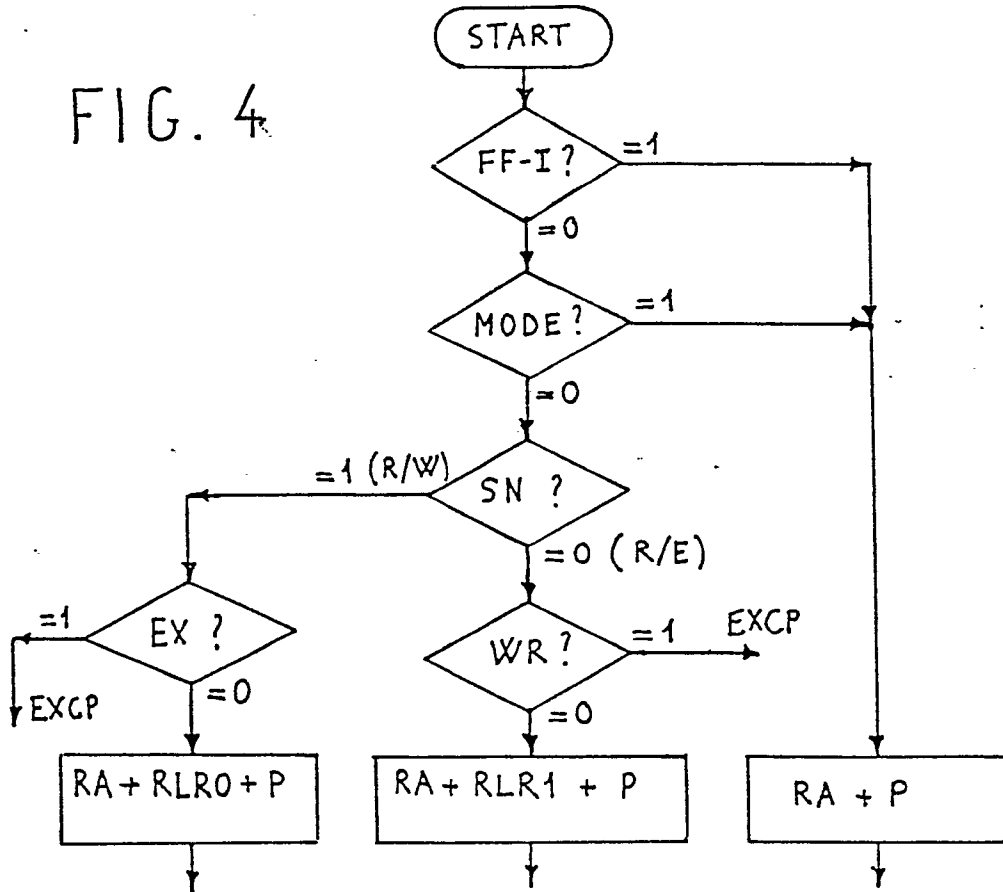 START
FIG. 4
FF-I?
=1
=0
MODE?
=1
=0
=1 (R/W)
SN ?
=0 (R/E)
=1
EX ?
WR?
=1
EXCP
=0
=0
EXCP
RA + RLR0 + P
RA + RLR1 + P
RA + P